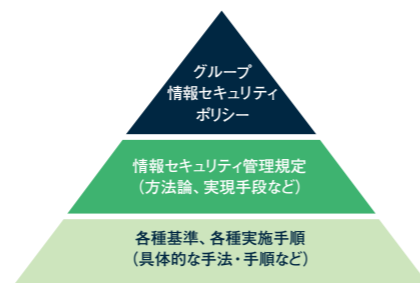 グループ
情報セキュリティ
ポリシー
情報セキュリティ管理規定
（方法論、実現手段など）
各種基準、各種実施手順
（具体的な手法・手順など）